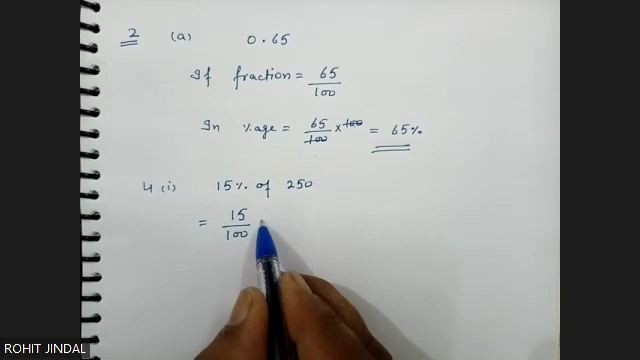 2 (a) 0.65
If fraction = 65/100
In %age = 65/100 × 100 = 65%
4 (i) 15% of 250
= 15/100
ROHIT JINDAL